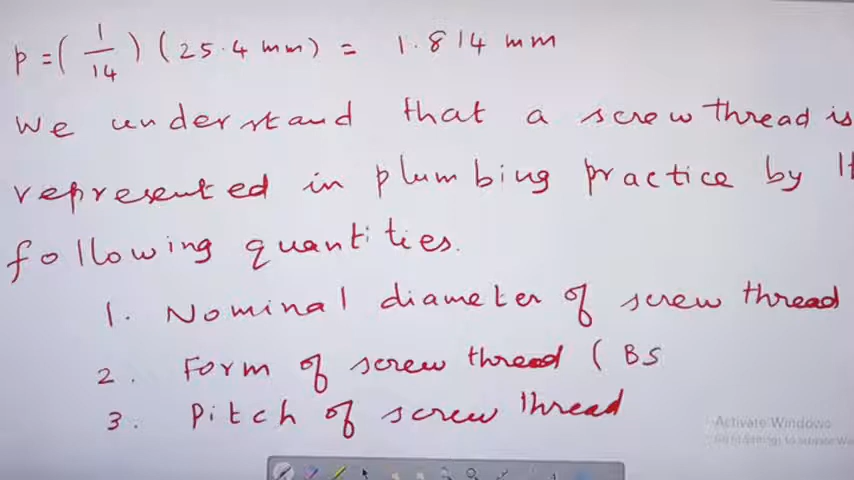 p = ( 1/14 ) ( 25.4 mm ) = 1.814 mm
We understand that a screw thread is
represented in plumbing practice by
following quantities.
1. Nominal diameter of screw thread
2. Form of screw thread ( BS
3. Pitch of screw thread
Activate Windows